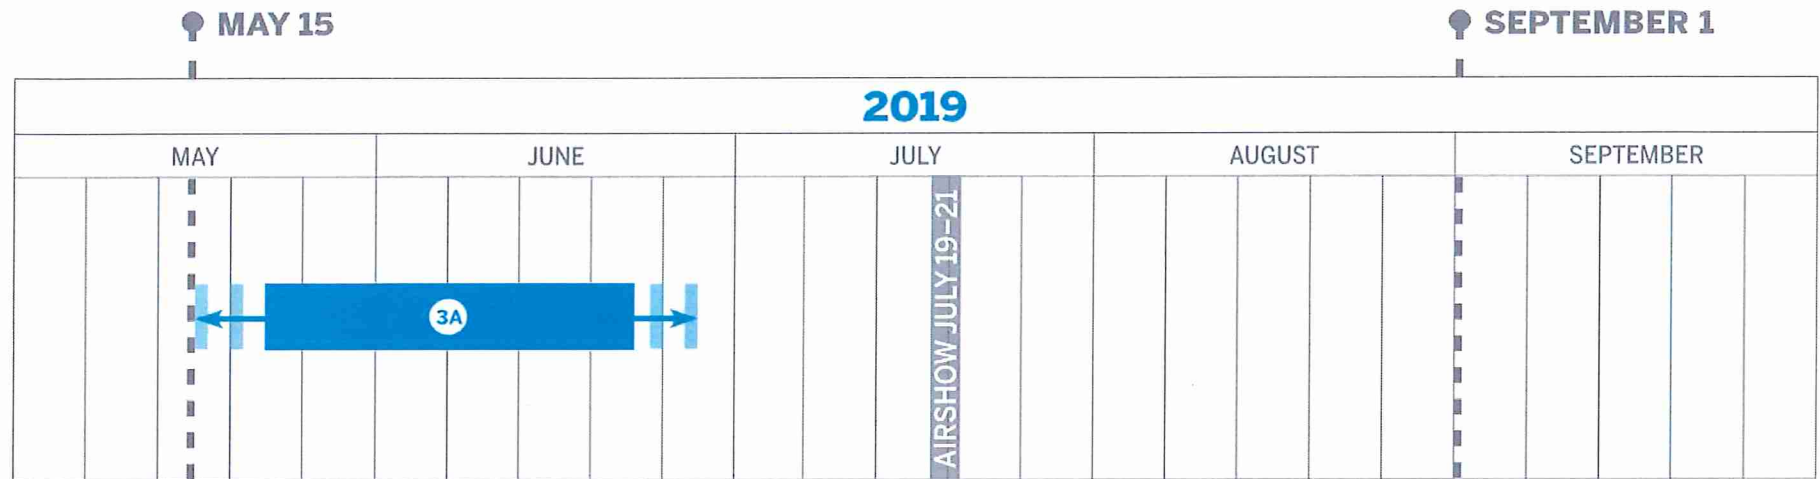 MAY 15
SEPTEMBER 1
2019
MAY
JUNE
JULY
AUGUST
SEPTEMBER
AIRSHOW JULY 19–21
3A